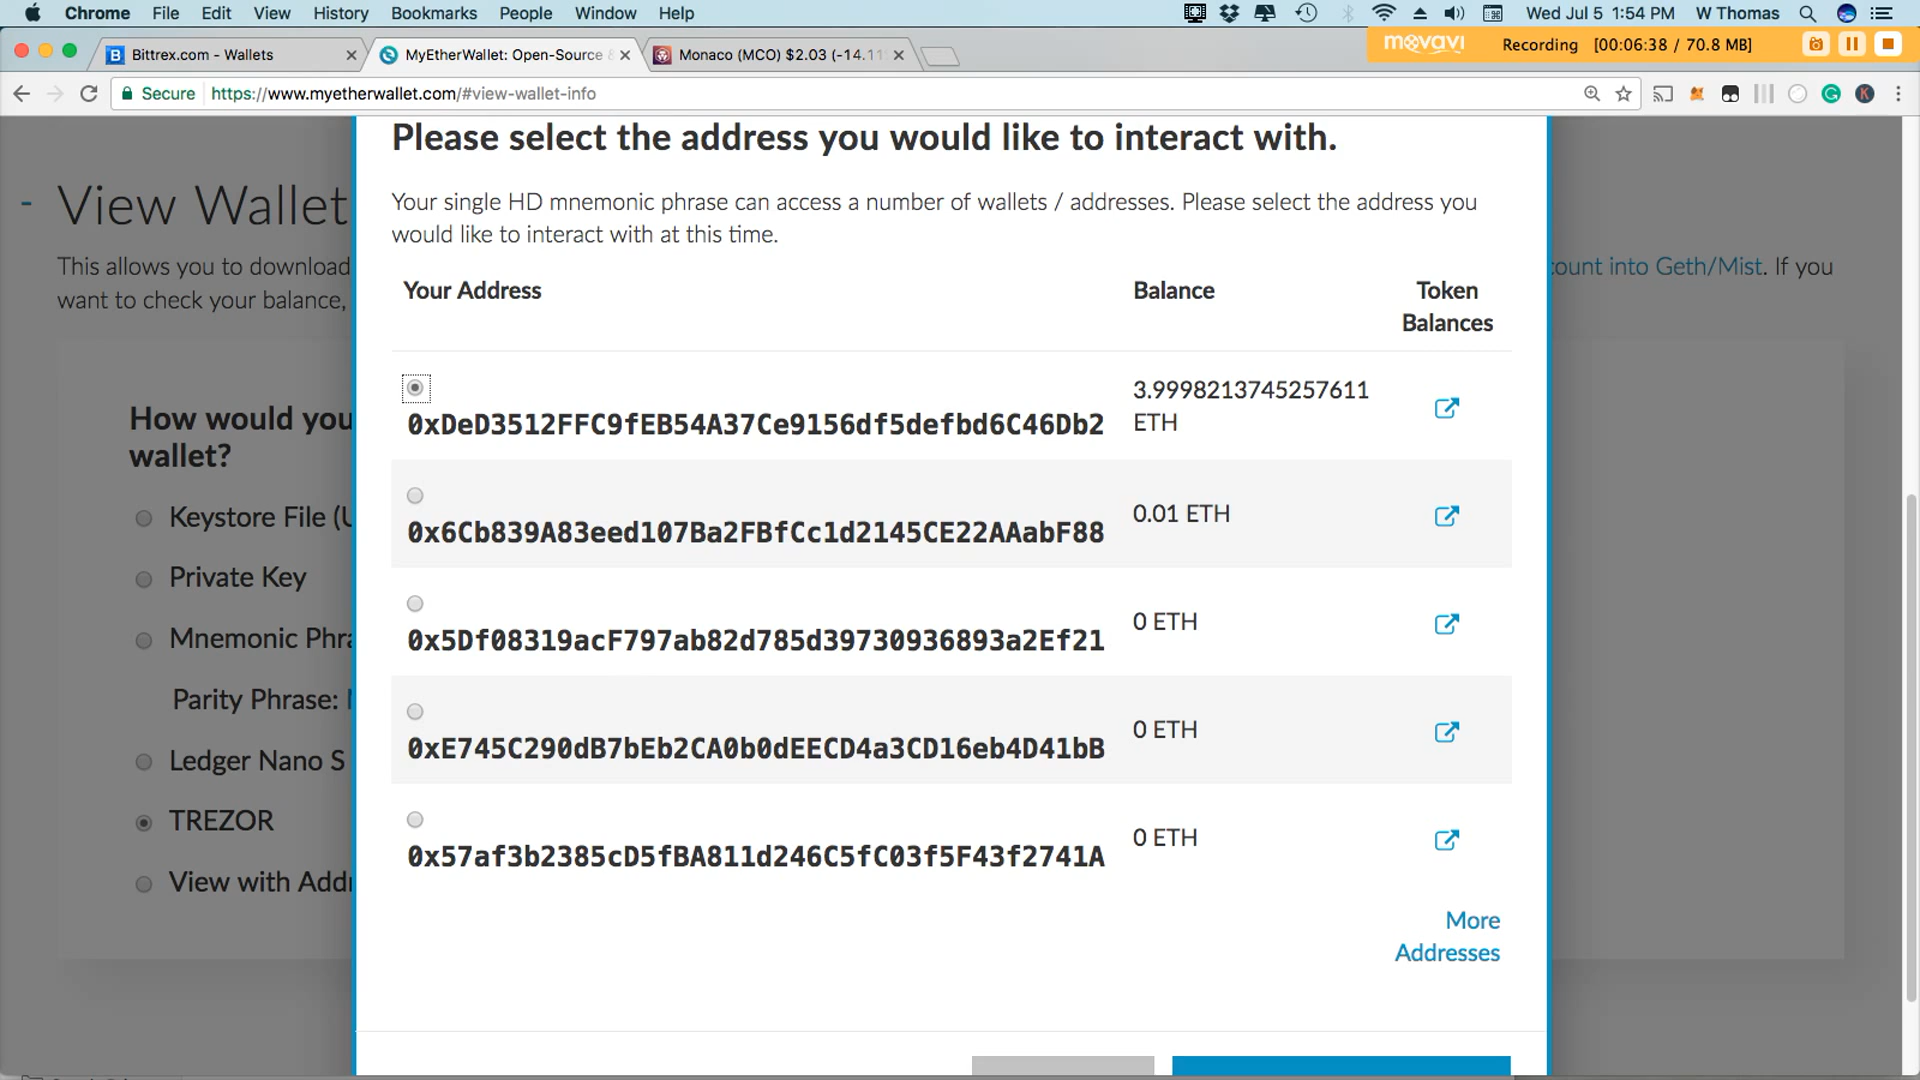 Chrome File Edit View History Bookmarks People Window Help Wed Jul 5 1:54 PM W Thomas
movavi Recording [00:06:38 / 70.8 MB]
Bittrex.com - Wallets MyEtherWallet: Open-Source & Monaco (MCO) $2.03 (-14.11
Secure https://www.myetherwallet.com/#view-wallet-info K
Please select the address you would like to interact with.
- View Wallet
Your single HD mnemonic phrase can access a number of wallets / addresses. Please select the address you
would like to interact with at this time.
This allows you to download
count into Geth/Mist. If you
want to check your balance,
Your Address Balance Token
Balances
How would you
wallet?
Keystore File (U
Private Key
Mnemonic Phra
Parity Phrase:
Ledger Nano S
TREZOR
View with Addr
3.9998213745257611
ETH
0xDeD3512FFC9fEB54A37Ce9156df5defbd6C46Db2
0.01 ETH
0x6Cb839A83eed107Ba2FBfCc1d2145CE22AAabF88
0 ETH
0x5Df08319acF797ab82d785d39730936893a2Ef21
0 ETH
0xE745C290dB7bEb2CA0b0dEECD4a3CD16eb4D41bB
0 ETH
0x57af3b2385cD5fBA811d246C5fC03f5F43f2741A
More
Addresses